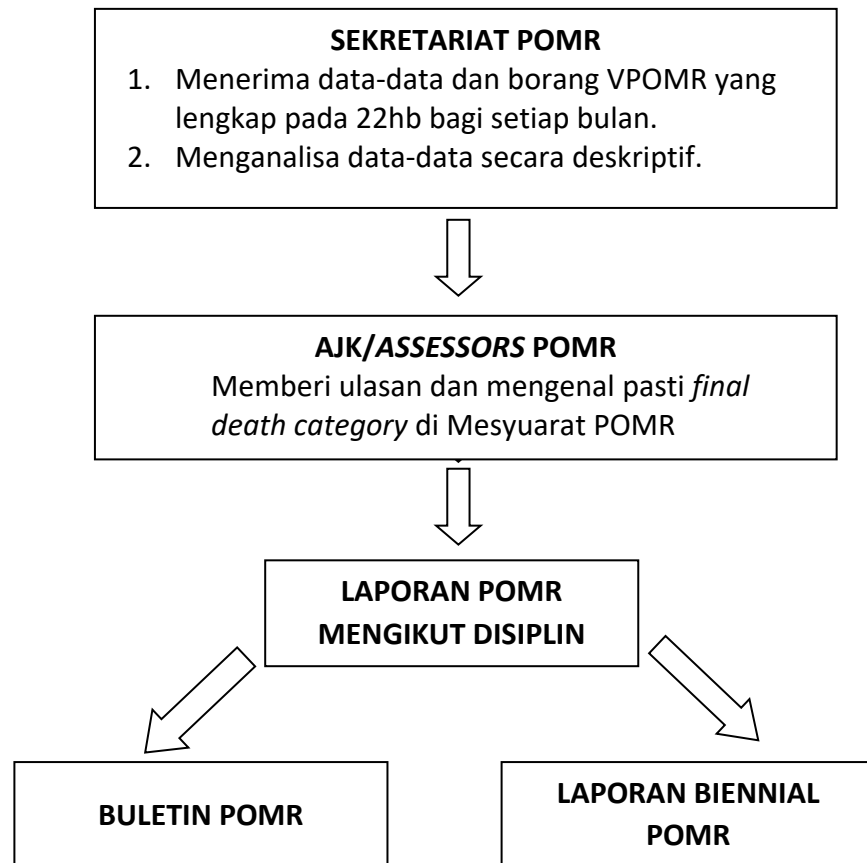 SEKRETARIAT POMR
1. Menerima data-data dan borang VPOMR yang
lengkap pada 22hb bagi setiap bulan.
2. Menganalisa data-data secara deskriptif.
AJK/ASSESSORS POMR
Memberi ulasan dan mengenal pasti final
death category di Mesyuarat POMR
LAPORAN POMR
MENGIKUT DISIPLIN
BULETIN POMR
LAPORAN BIENNIAL
POMR